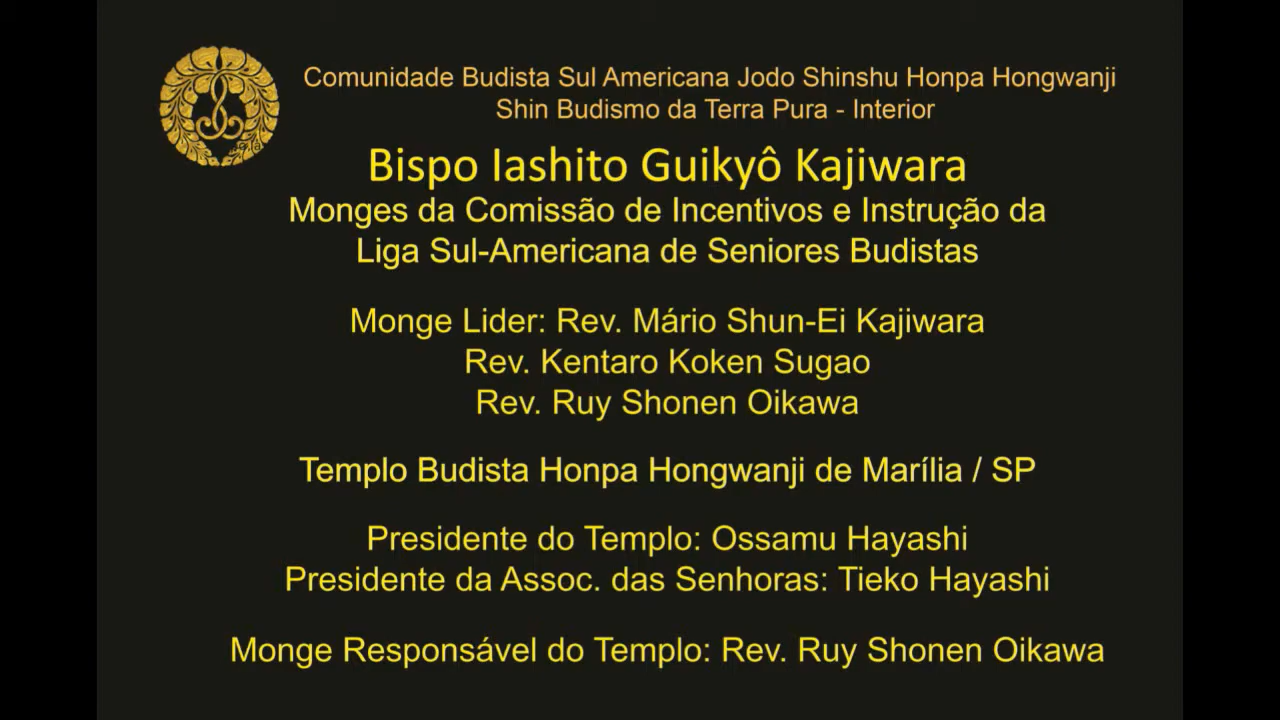 Comunidade Budista Sul Americana Jodo Shinshu Honpa Hongwanji
Shin Budismo da Terra Pura - Interior
Bispo Iashito Guikyô Kajiwara
Monges da Comissão de Incentivos e Instrução da
Liga Sul-Americana de Seniores Budistas
Monge Lider: Rev. Mário Shun-Ei Kajiwara
Rev. Kentaro Koken Sugao
Rev. Ruy Shonen Oikawa
Templo Budista Honpa Hongwanji de Marília / SP
Presidente do Templo: Ossamu Hayashi
Presidente da Assoc. das Senhoras: Tieko Hayashi
Monge Responsável do Templo: Rev. Ruy Shonen Oikawa